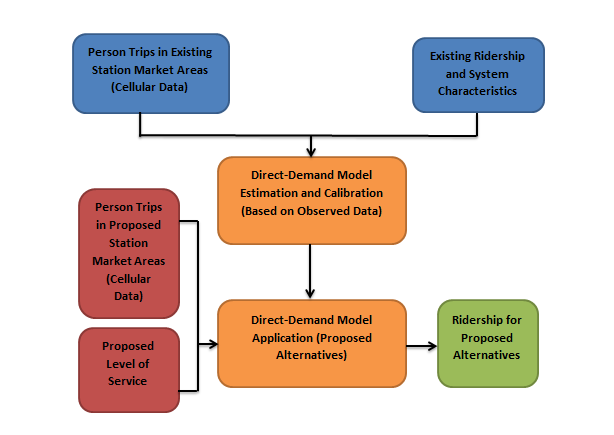 Person Trips in Existing
Station Market Areas
(Cellular Data)
Existing Ridership
and System
Characteristics
Direct-Demand Model
Estimation and Calibration
(Based on Observed Data)
Person Trips
in Proposed
Station
Market Areas
(Cellular
Data)
Proposed
Level of
Service
Direct-Demand Model
Application (Proposed
Alternatives)
Ridership for
Proposed
Alternatives